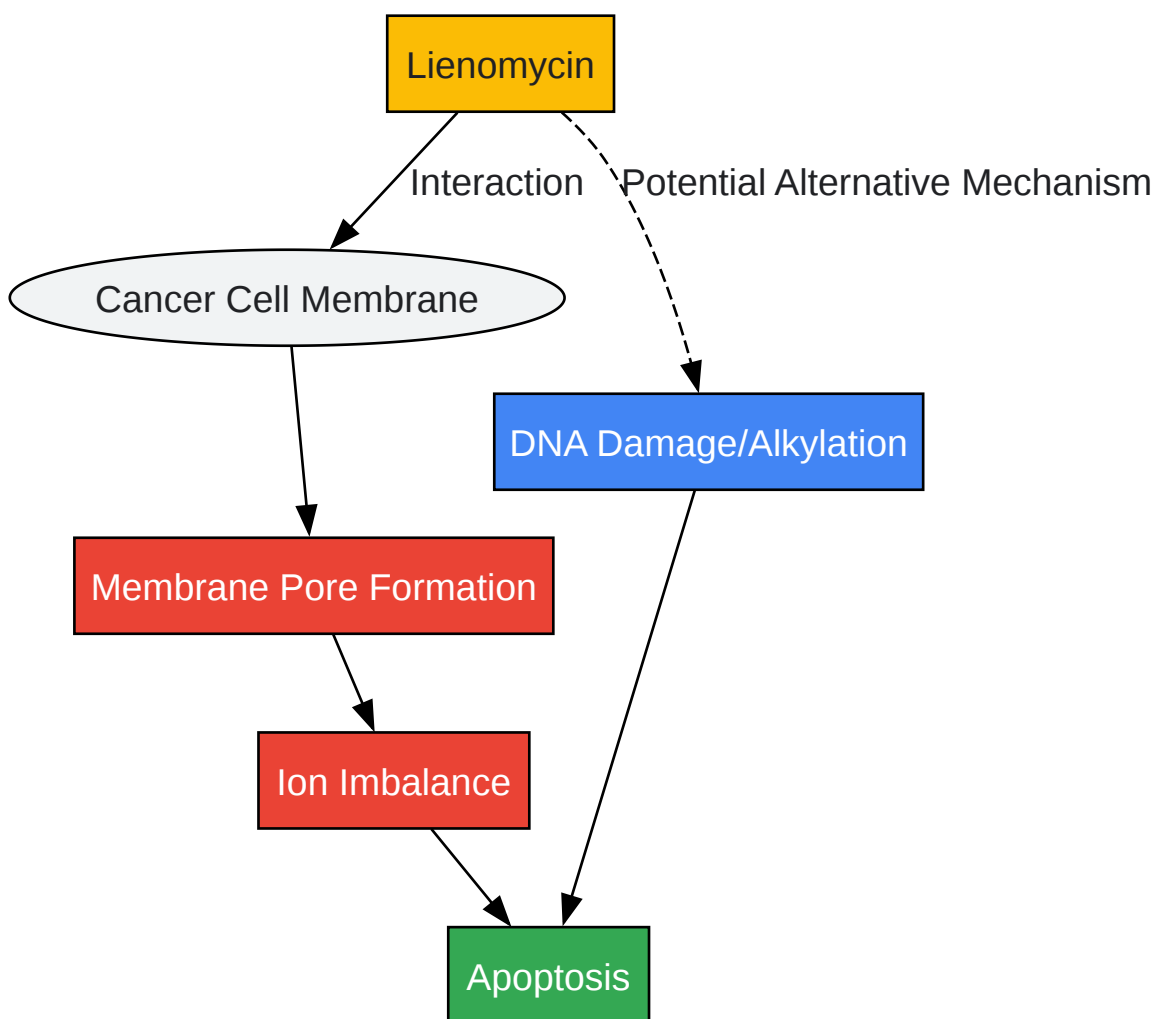 Lienomycin
Interaction
Potential Alternative Mechanism
Cancer Cell Membrane
DNA Damage/Alkylation
Membrane Pore Formation
Ion Imbalance
Apoptosis